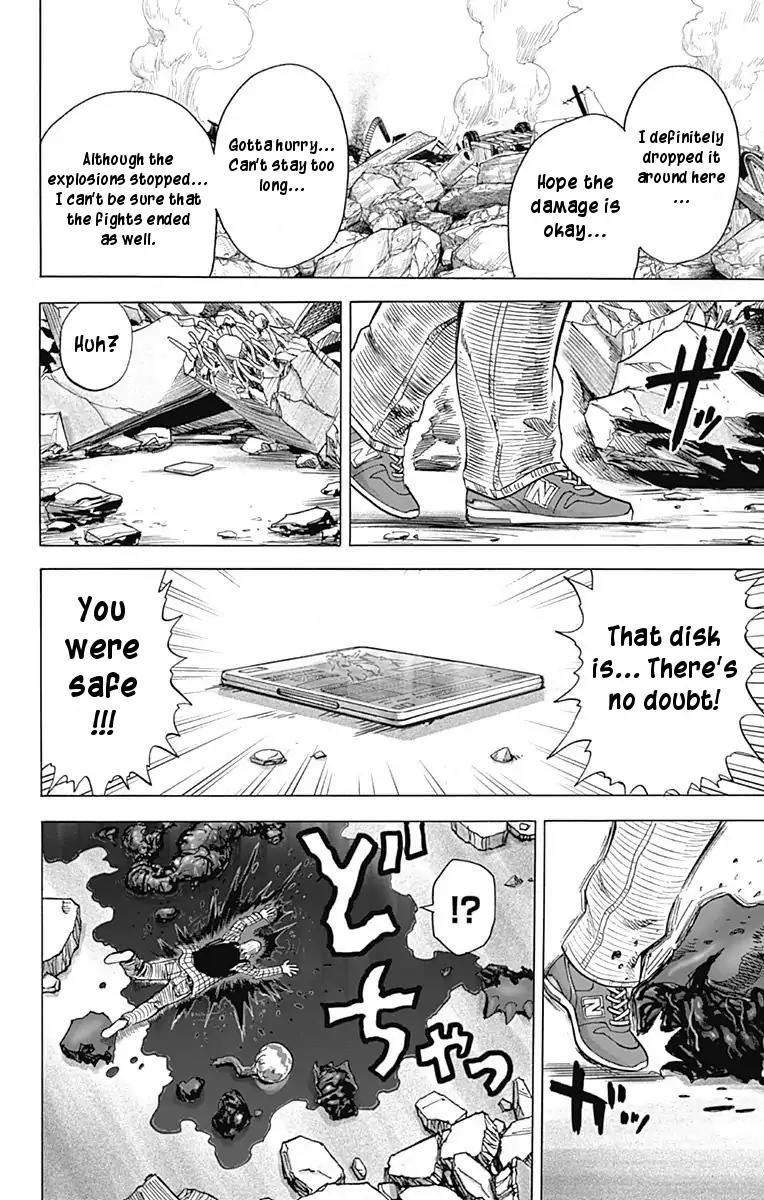 I definitely
dropped it
around here
...
Hope the
damage is
okay...
Gotta hurry...
Can't stay too
long...
Although the
explosions stopped...
I can't be sure that
the fights ended
as well.
ザッ
N
Huh?
That disk
is... There's
no doubt!
You
were
safe
!!!
N
ガッ
!?
どちゃっ